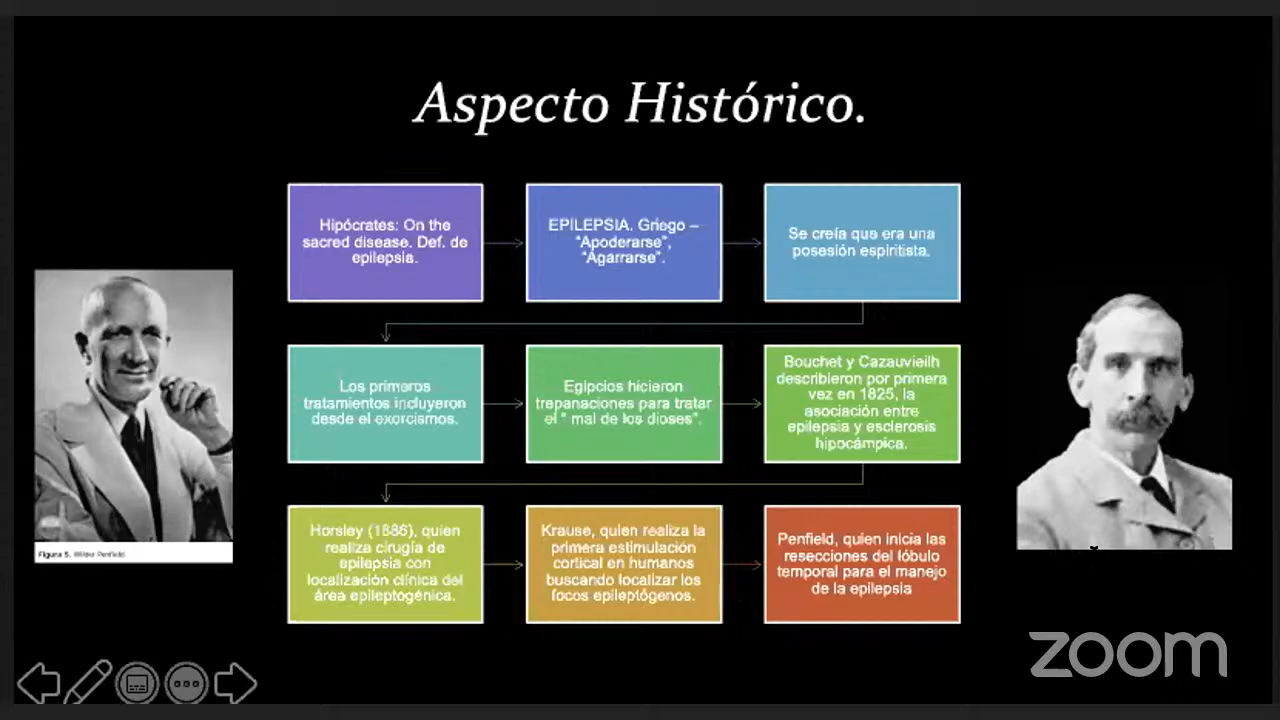 Aspecto Histórico.
Hipócrates: On the
sacred disease. Def. de
epilepsia.
EPILEPSIA. Griego –
“Apoderarse”,
“Agarrarse”.
Se creía que era una
posesión espiritista.
Los primeros
tratamientos incluyeron
desde el exorcismos.
Egipcios hicieron
trepanaciones para tratar
el “ mal de los dioses”.
Bouchet y Cazauvieilh
describieron por primera
vez en 1825, la
asociación entre
epilepsia y esclerosis
hipocámpica.
Horsley (1886), quien
realiza cirugía de
epilepsia con
localización clínica del
área epileptogénica.
Krause, quien realiza la
primera estimulación
cortical en humanos
buscando localizar los
focos epileptógenos.
Penfield, quien inicia las
resecciones del lóbulo
temporal para el manejo
de la epilepsia
Figura 5. Wilder Penfield.
zoom